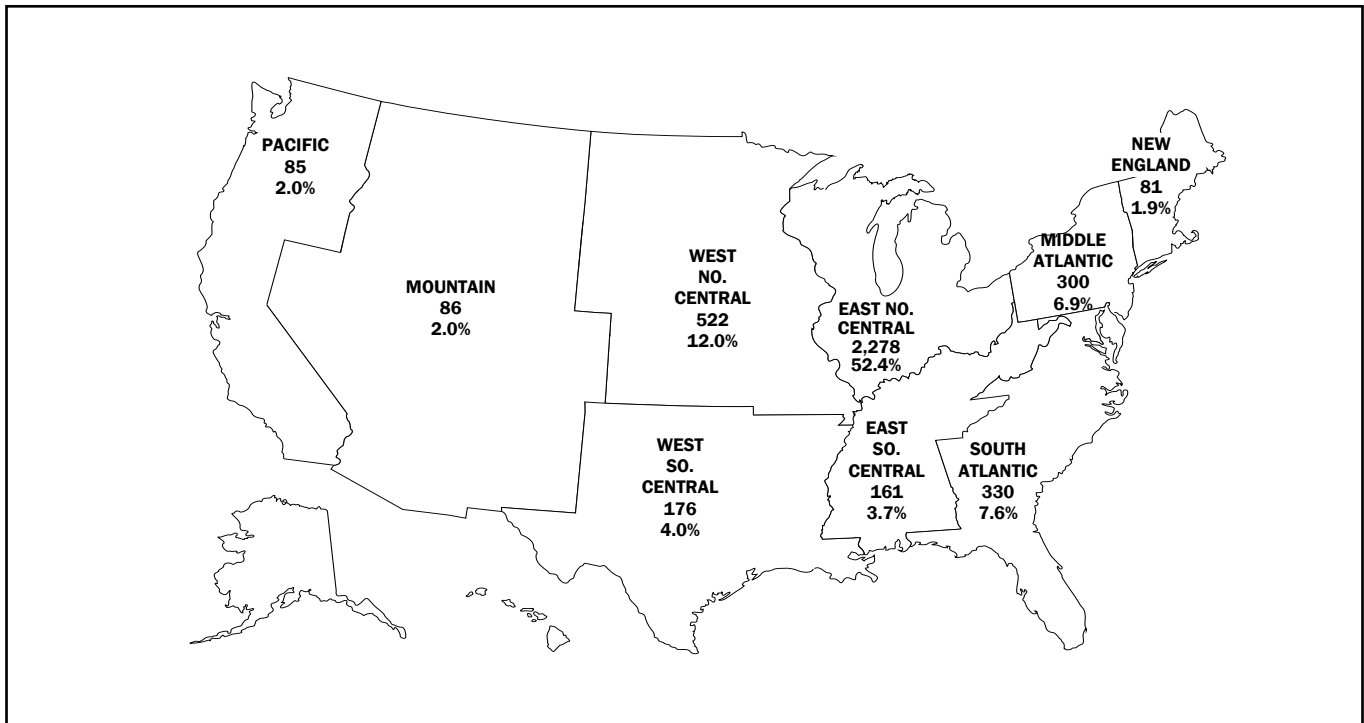 PACIFIC
85
2.0%
MOUNTAIN
86
2.0%
WEST
NO.
CENTRAL
522
12.0%
WEST
SO.
CENTRAL
176
4.0%
EAST NO.
CENTRAL
2,278
52.4%
EAST
SO.
CENTRAL
161
3.7%
SOUTH
ATLANTIC
330
7.6%
MIDDLE
ATLANTIC
300
6.9%
NEW
ENGLAND
81
1.9%